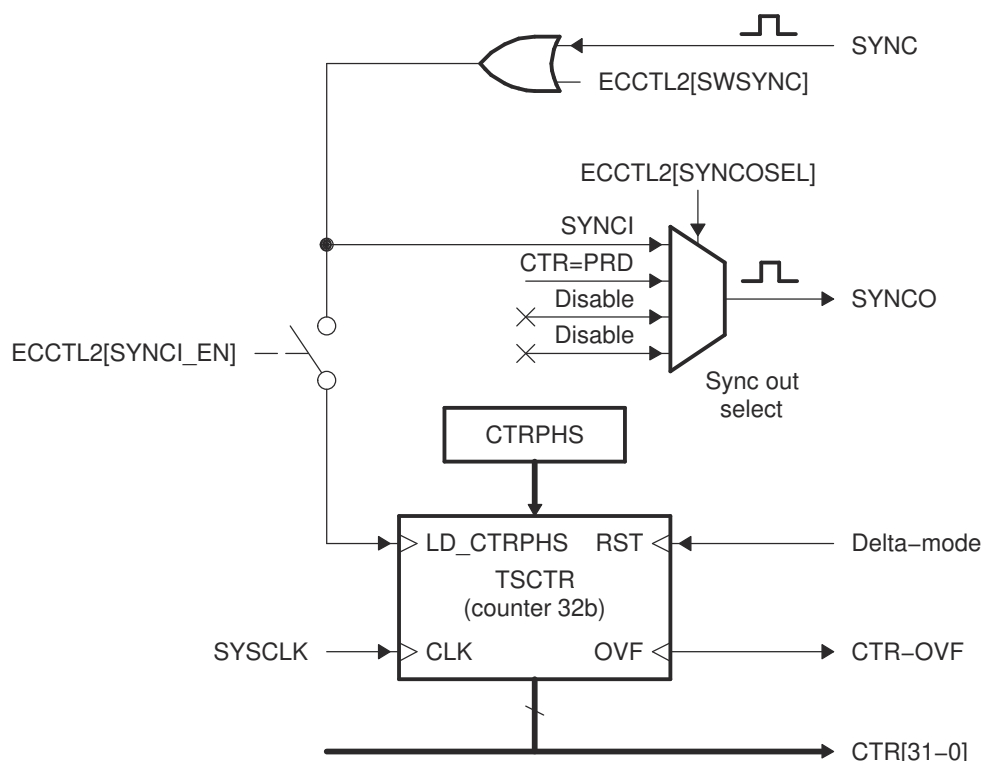 SYNC
ECCTL2[SWSYNC]
ECCTL2[SYNCOSEL]
SYNCI
CTR=PRD
Disable
SYNCO
Disable
ECCTL2[SYNCI_EN]
Sync out
select
CTRPHS
LD_CTRPHS RST
Delta−mode
TSCTR
(counter 32b)
SYSCLK
CLK OVF
CTR−OVF
CTR[31−0]